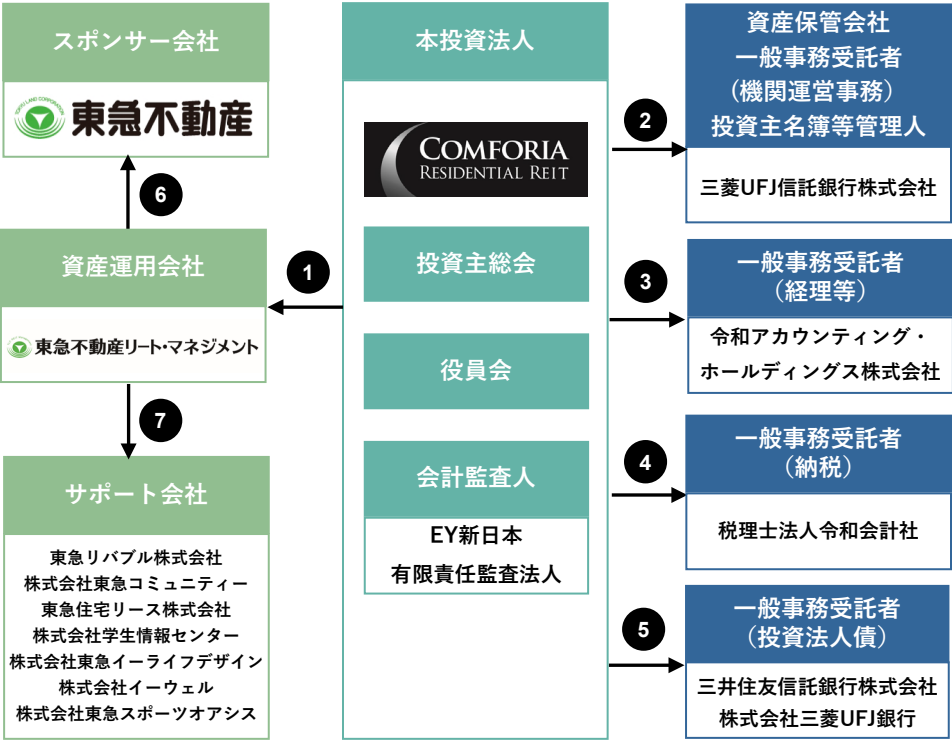 スポンサー会社
TOKYU LAND CORPORATION
東急不動産
6
資産運用会社
東急不動産リート・マネジメント
7
サポート会社
東急リバブル株式会社
株式会社東急コミュニティー
東急住宅リース株式会社
株式会社学生情報センター
株式会社東急イーライフデザイン
株式会社イーウェル
株式会社東急スポーツオアシス
1
本投資法人
COMFORIA
RESIDENTIAL REIT
投資主総会
役員会
会計監査人
EY新日本
有限責任監査法人
2
資産保管会社
一般事務受託者
(機関運営事務)
投資主名簿等管理人
三菱UFJ信託銀行株式会社
3
一般事務受託者
(経理等)
令和アカウンティング・
ホールディングス株式会社
4
一般事務受託者
(納税)
税理士法人令和会計社
5
一般事務受託者
(投資法人債)
三井住友信託銀行株式会社
株式会社三菱UFJ銀行